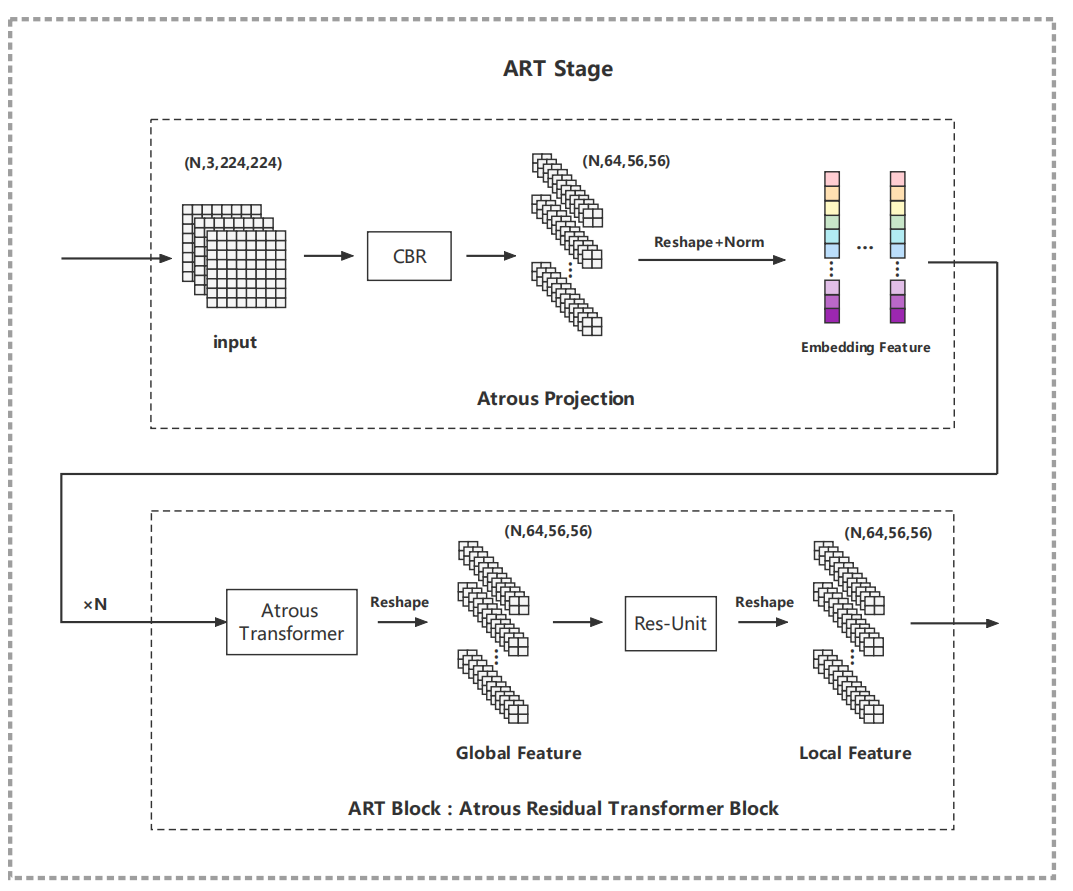 ART Stage
(N,3,224,224)
(N,64,56,56)
CBR
Reshape+Norm
...
input
Embedding Feature
Atrous Projection
(N,64,56,56)
(N,64,56,56)
×N
Atrous
Transformer
Reshape
Res-Unit
Reshape
Global Feature
Local Feature
ART Block : Atrous Residual Transformer Block